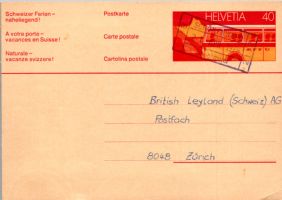 Schweizer Ferian –
naheliegend!
Postkarte
HELVETIA 40
A votre porte –
vacances en Suisse!
Carte postale
Naturale –
vacanze svizzere!
Cartolina postale
British Leyland (Schweiz) AG
Postfach
8048 Zürich